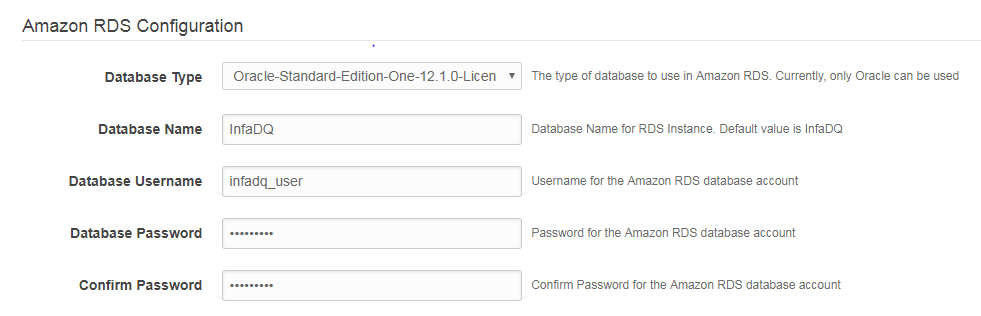 Amazon RDS Configuration
Database Type Oracle-Standard-Edition-One-12.1.0-Licen The type of database to use in Amazon RDS. Currently, only Oracle can be used
Database Name InfaDQ Database Name for RDS Instance. Default value is InfaDQ
Database Username infadq_user Username for the Amazon RDS database account
Database Password ••••••••• Password for the Amazon RDS database account
Confirm Password ••••••••• Confirm Password for the Amazon RDS database account